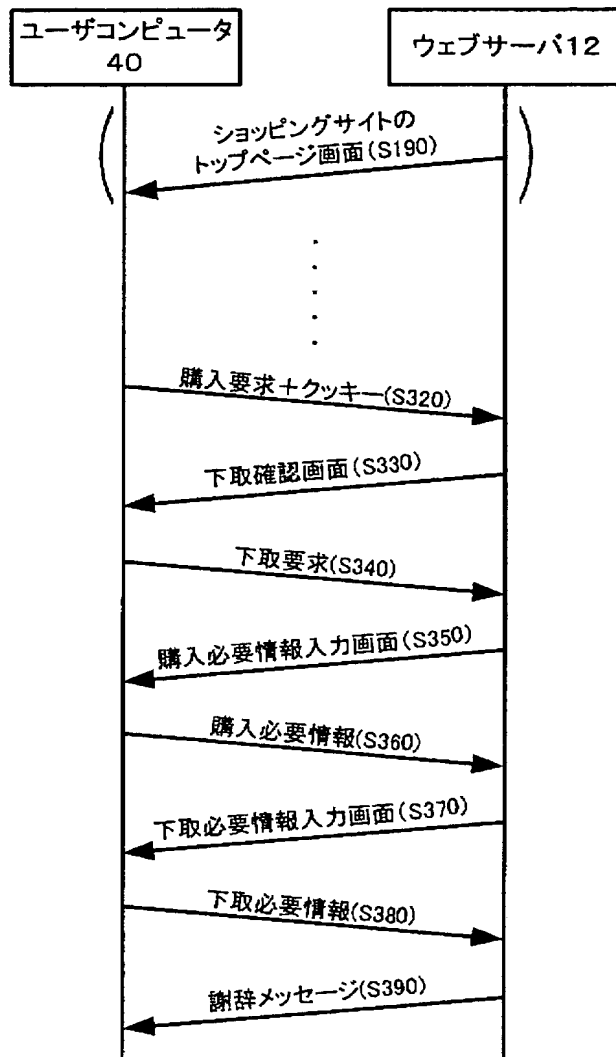 ユーザコンピュータ
40
ウェブサーバ12
ショッピングサイトの
トップページ画面(S190)
購入要求+クッキー(S320)
下取確認画面(S330)
下取要求(S340)
購入必要情報入力画面(S350)
購入必要情報(S360)
下取必要情報入力画面(S370)
下取必要情報(S380)
謝辞メッセージ(S390)